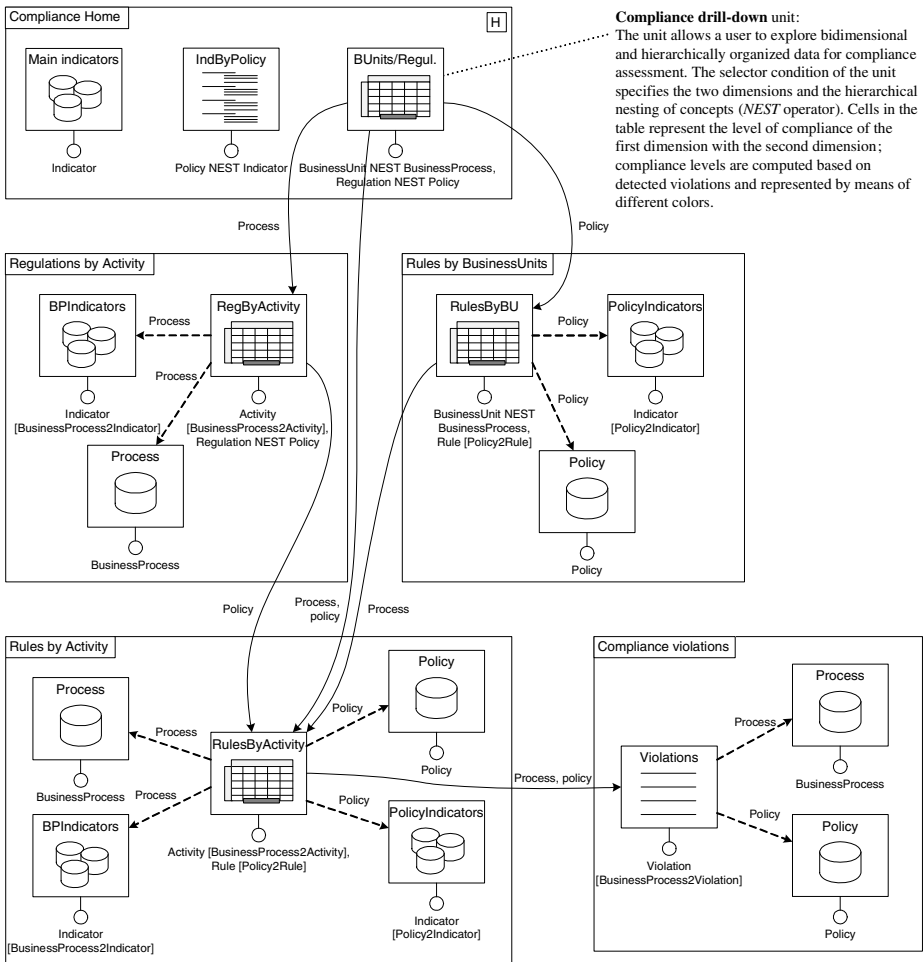 Compliance Home
H
Main indicators
Indicator
IndByPolicy
Policy NEST Indicator
BUnits/Regul.
BusinessUnit NEST BusinessProcess,
Regulation NEST Policy
Compliance drill-down unit:
The unit allows a user to explore bidimensional
and hierarchically organized data for compliance
assessment. The selector condition of the unit
specifies the two dimensions and the hierarchical
nesting of concepts (NEST operator). Cells in the
table represent the level of compliance of the
first dimension with the second dimension;
compliance levels are computed based on
detected violations and represented by means of
different colors.
Process
Policy
Regulations by Activity
BPIndicators
Process
RegByActivity
Process
Indicator
[BusinessProcess2Indicator]
Activity
[BusinessProcess2Activity],
Regulation NEST Policy
Process
BusinessProcess
Rules by BusinessUnits
RulesByBU
Policy
PolicyIndicators
Policy
BusinessUnit NEST
BusinessProcess,
Rule [Policy2Rule]
Indicator
[Policy2Indicator]
Policy
Policy
Policy
Process,
policy
Process
Rules by Activity
Process
Process
BusinessProcess
Policy
Policy
Policy
RulesByActivity
Process
Policy
BPIndicators
Indicator
[BusinessProcess2Indicator]
Activity [BusinessProcess2Activity],
Rule [Policy2Rule]
PolicyIndicators
Indicator
[Policy2Indicator]
Process, policy
Compliance violations
Process
Process
BusinessProcess
Violations
Policy
Violation
[BusinessProcess2Violation]
Policy
Policy